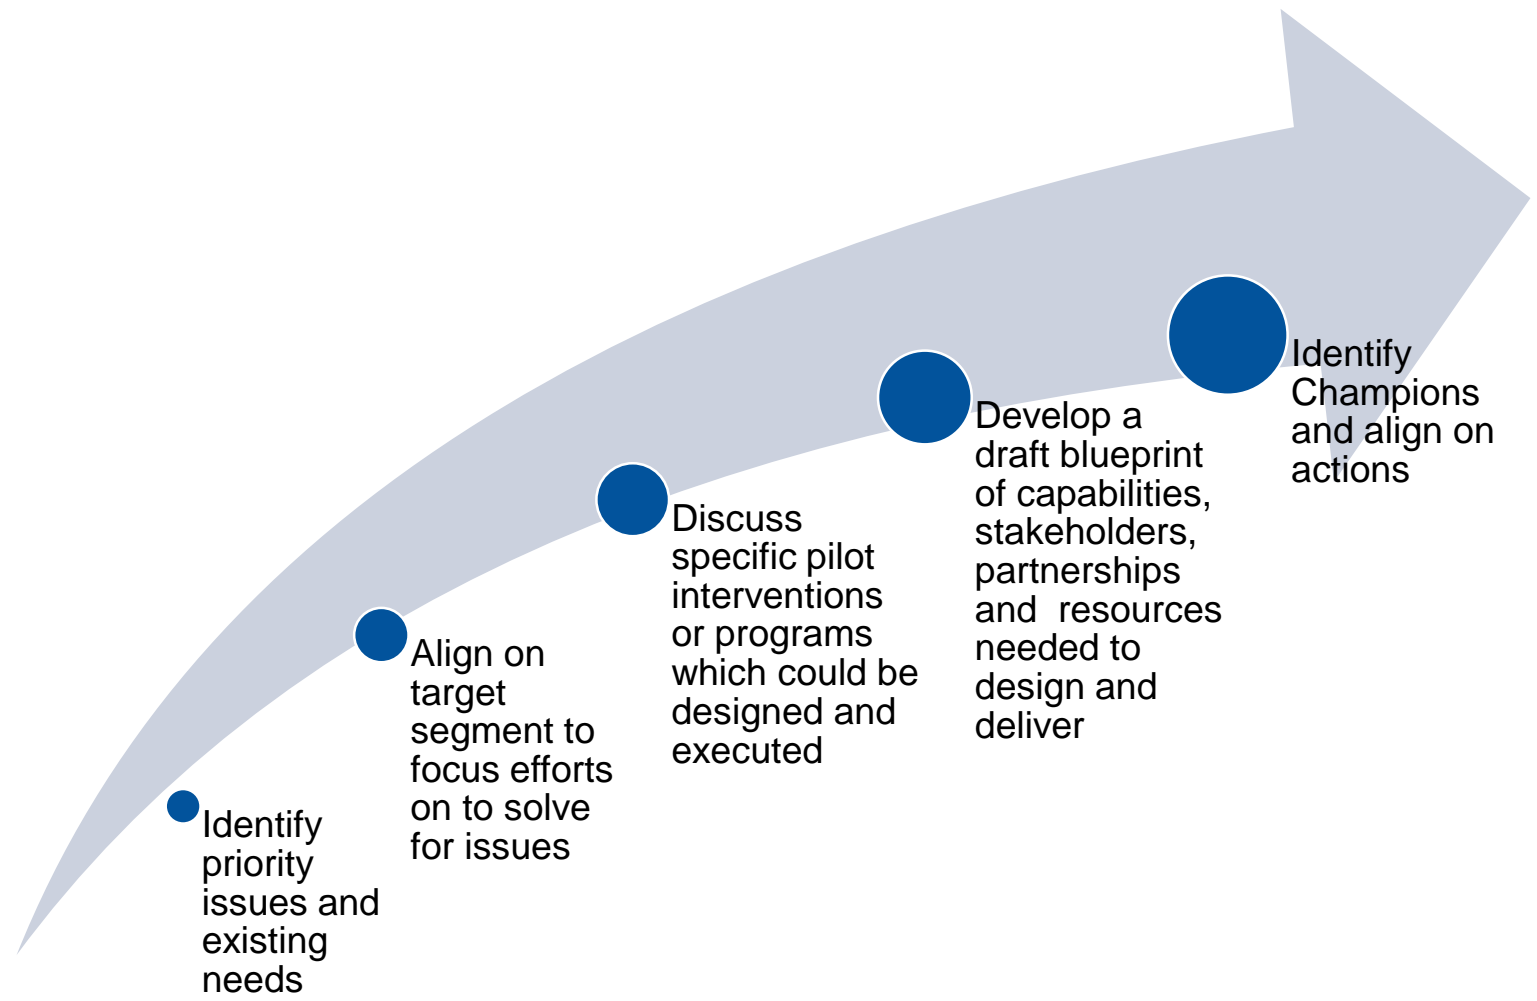 Identify
priority
issues and
existing
needs
Align on
target
segment to
focus efforts
on to solve
for issues
Discuss
specific pilot
interventions
or programs
which could be
designed and
executed
Develop a
draft blueprint
of capabilities,
stakeholders,
partnerships
and  resources
needed to
design and
deliver
Identify
Champions
and align on
actions